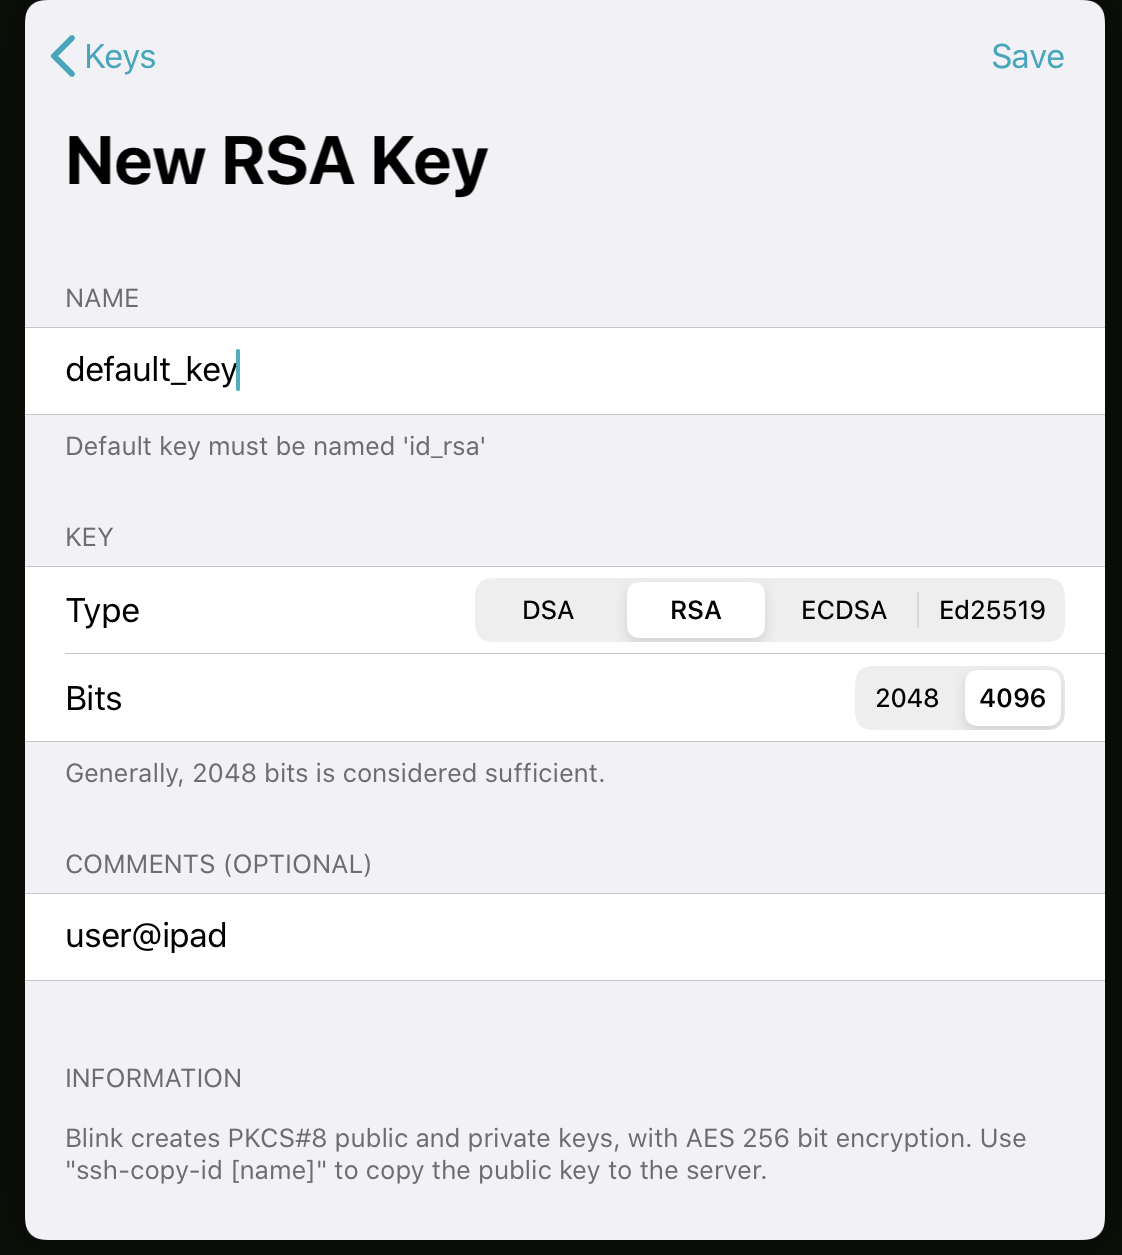 Keys
Save
New RSA Key
NAME
default_key
Default key must be named 'id_rsa'
KEY
Type DSA RSA ECDSA Ed25519
Bits 2048 4096
Generally, 2048 bits is considered sufficient.
COMMENTS (OPTIONAL)
user@ipad
INFORMATION
Blink creates PKCS#8 public and private keys, with AES 256 bit encryption. Use
"ssh-copy-id [name]" to copy the public key to the server.